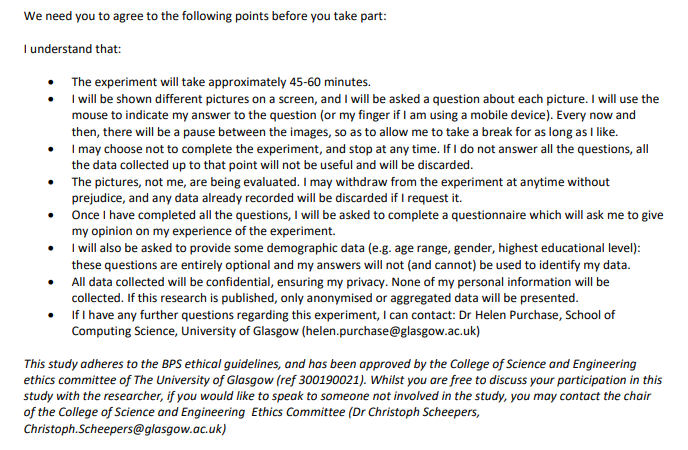 We need you to agree to the following points before you take part:
I understand that:
• The experiment will take approximately 45-60 minutes.
• I will be shown different pictures on a screen, and I will be asked a question about each picture. I will use the
mouse to indicate my answer to the question (or my finger if I am using a mobile device). Every now and
then, there will be a pause between the images, so as to allow me to take a break for as long as I like.
• I may choose not to complete the experiment, and stop at any time. If I do not answer all the questions, all
the data collected up to that point will not be useful and will be discarded.
• The pictures, not me, are being evaluated. I may withdraw from the experiment at anytime without
prejudice, and any data already recorded will be discarded if I request it.
• Once I have completed all the questions, I will be asked to complete a questionnaire which will ask me to give
my opinion on my experience of the experiment.
• I will also be asked to provide some demographic data (e.g. age range, gender, highest educational level):
these questions are entirely optional and my answers will not (and cannot) be used to identify my data.
• All data collected will be confidential, ensuring my privacy. None of my personal information will be
collected. If this research is published, only anonymised or aggregated data will be presented.
• If I have any further questions regarding this experiment, I can contact: Dr Helen Purchase, School of
Computing Science, University of Glasgow (helen.purchase@glasgow.ac.uk)
This study adheres to the BPS ethical guidelines, and has been approved by the College of Science and Engineering
ethics committee of The University of Glasgow (ref 300190021). Whilst you are free to discuss your participation in this
study with the researcher, if you would like to speak to someone not involved in the study, you may contact the chair
of the College of Science and Engineering Ethics Committee (Dr Christoph Scheepers,
Christoph.Scheepers@glasgow.ac.uk)